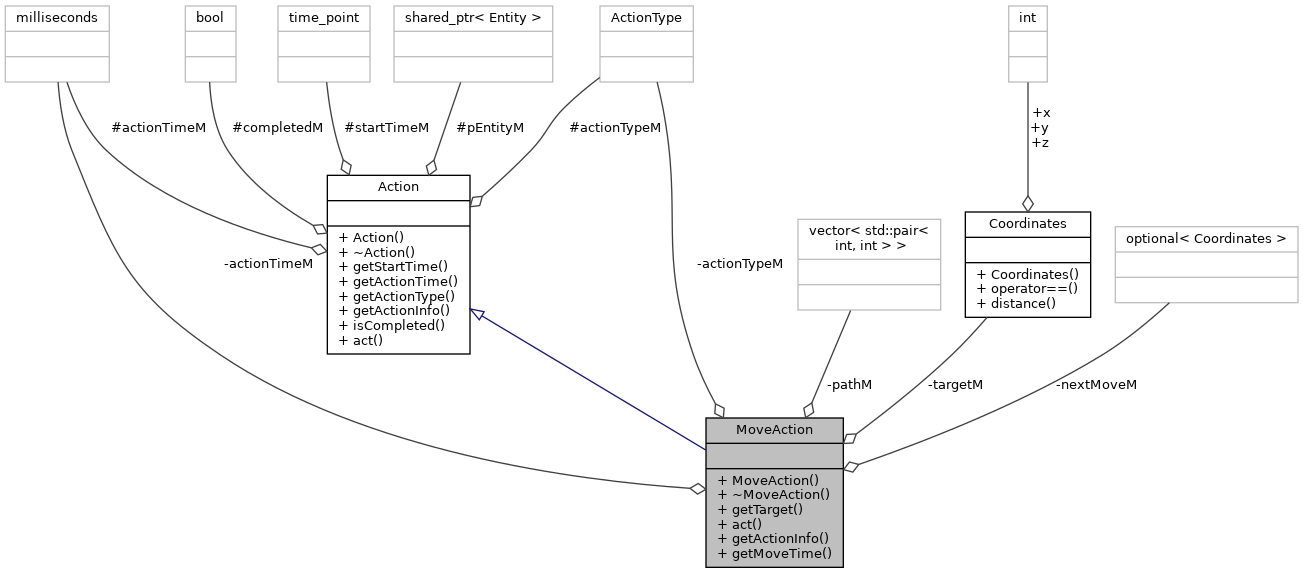 milliseconds
bool
time_point
shared_ptr< Entity >
ActionType
int
#actionTimeM
#completedM
#startTimeM
#pEntityM
#actionTypeM
+x
+y
+z
Action
+ Action()
+ ~Action()
+ getStartTime()
+ getActionTime()
+ getActionType()
+ getActionInfo()
+ isCompleted()
+ act()
-actionTimeM
-actionTypeM
vector< std::pair<
int, int > >
Coordinates
+ Coordinates()
+ operator==()
+ distance()
optional< Coordinates >
-pathM
-targetM
-nextMoveM
MoveAction
+ MoveAction()
+ ~MoveAction()
+ getTarget()
+ act()
+ getActionInfo()
+ getMoveTime()